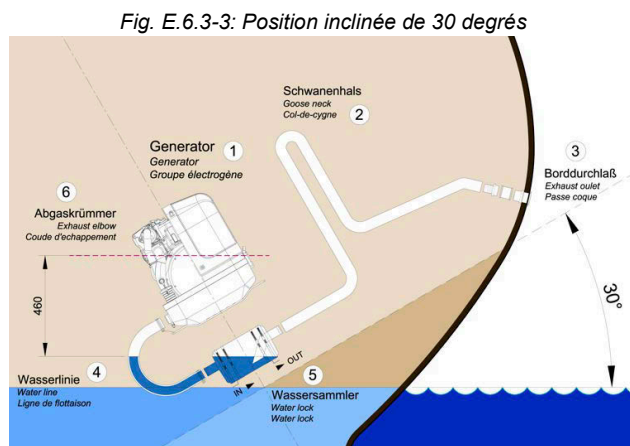 Fig. E.6.3-3: Position inclinée de 30 degrés
Schwanenhals
Goose neck
Col-de-cygne
2
Generator
Generator
Groupe électrogène
1
3
Borddurchlaß
Exhaust oulet
Passe coque
6
Abgaskrümmer
Exhaust elbow
Coude d'echappement
460
30°
4
Wasserlinie
Water line
Ligne de flottaison
IN
OUT
5
Wassersammler
Water lock
Water lock